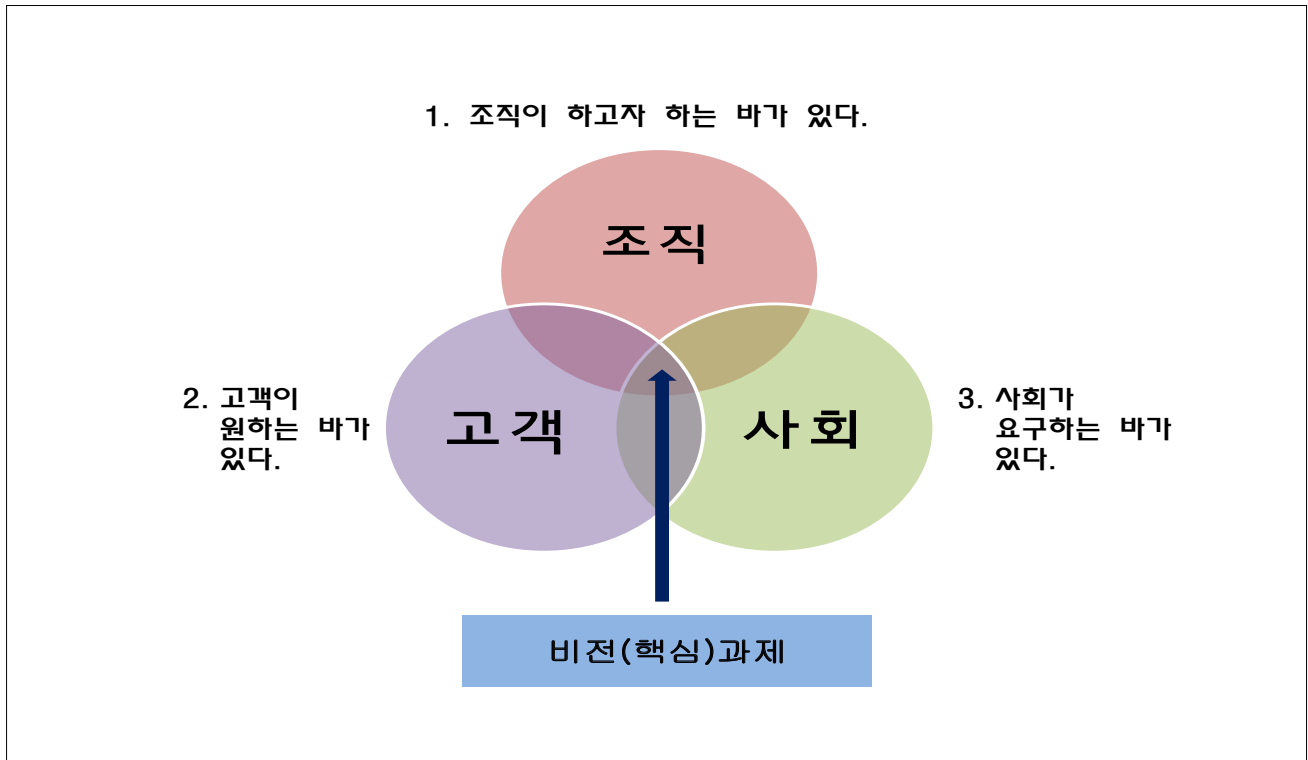 1. 조직이 하고자 하는 바가 있다.
조직
2. 고객이
원하는 바가
있다.
고객
사회
3. 사회가
요구하는 바가
있다.
비전(핵심)과제